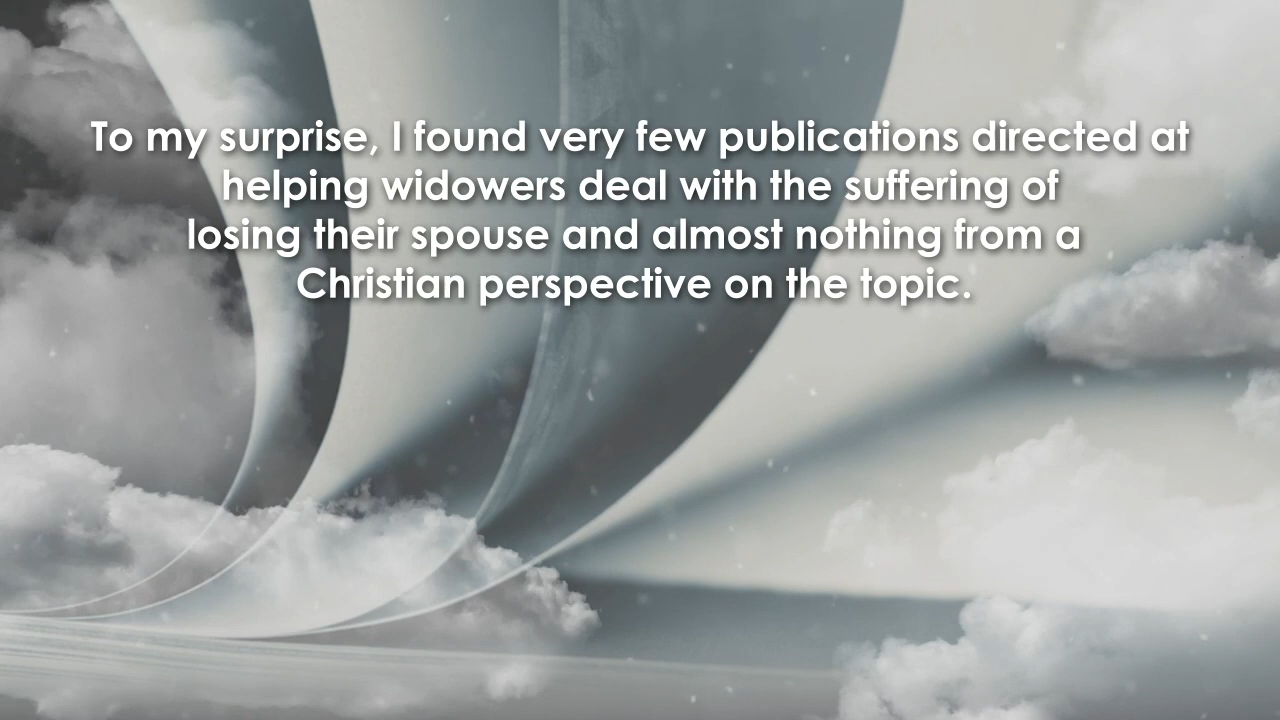 To my surprise, I found very few publications directed at
helping widowers deal with the suffering of
losing their spouse and almost nothing from a
Christian perspective on the topic.